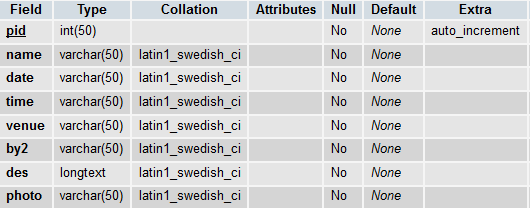 Field Type Collation Attributes Null Default Extra
pid int(50) No None auto_increment
name varchar(50) latin1_swedish_ci No None
date varchar(50) latin1_swedish_ci No None
time varchar(50) latin1_swedish_ci No None
venue varchar(50) latin1_swedish_ci No None
by2 varchar(50) latin1_swedish_ci No None
des longtext latin1_swedish_ci No None
photo varchar(50) latin1_swedish_ci No None